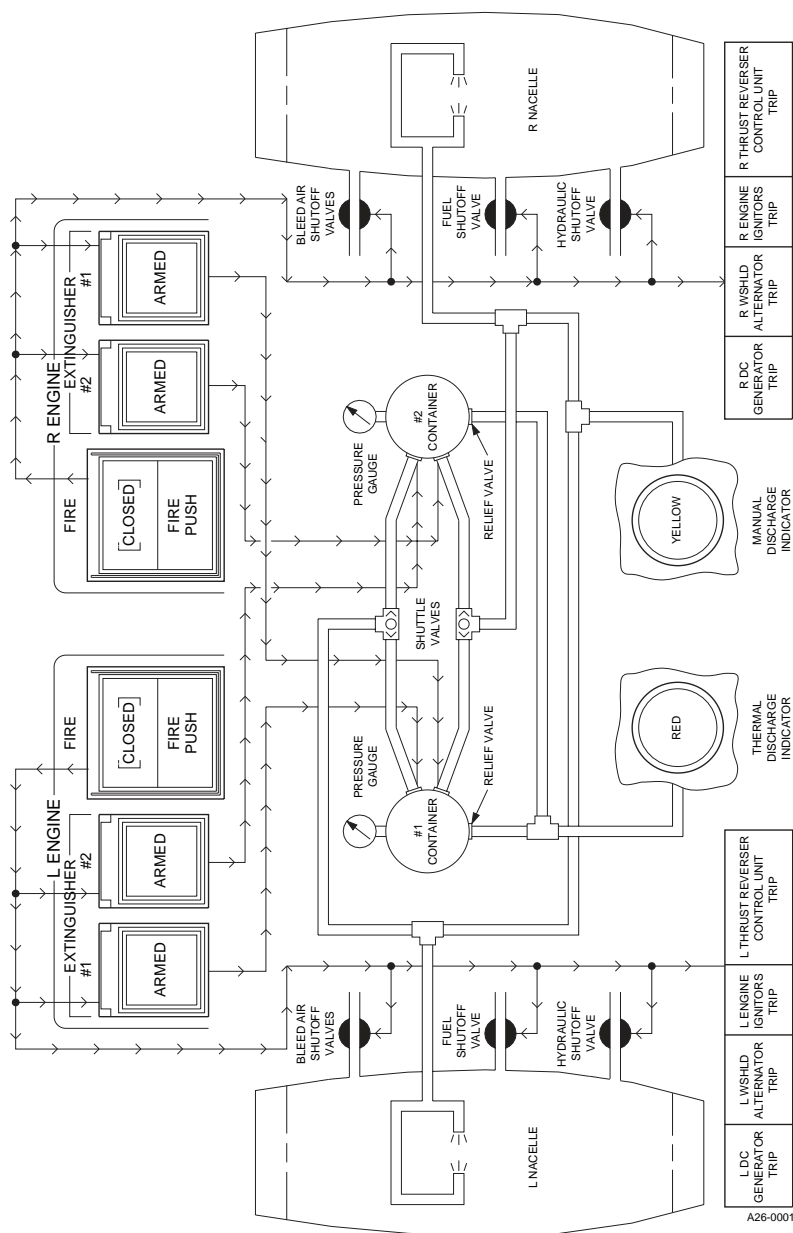 L ENGINE
EXTINGUISHER
#1
#2
FIRE
ARMED
ARMED
[CLOSED]
FIRE
PUSH
R ENGINE
FIRE
EXTINGUISHER
#2
#1
[CLOSED]
FIRE
PUSH
ARMED
ARMED
BLEED AIR
SHUTOFF
VALVES
FUEL
SHUTOFF
VALVE
HYDRAULIC
SHUTOFF
VALVE
L NACELLE
PRESSURE
GAUGE
#1
CONTAINER
RELIEF VALVE
SHUTTLE
VALVES
PRESSURE
GAUGE
#2
CONTAINER
RELIEF VALVE
BLEED AIR
SHUTOFF
VALVES
FUEL
SHUTOFF
VALVE
HYDRAULIC
SHUTOFF
VALVE
R NACELLE
RED
THERMAL
DISCHARGE
INDICATOR
YELLOW
MANUAL
DISCHARGE
INDICATOR
L DC
GENERATOR
TRIP
L WSHLD
ALTERNATOR
TRIP
L ENGINE
IGNITORS
TRIP
L THRUST REVERSER
CONTROL UNIT
TRIP
R DC
GENERATOR
TRIP
R WSHLD
ALTERNATOR
TRIP
R ENGINE
IGNITORS
TRIP
R THRUST REVERSER
CONTROL UNIT
TRIP
A26-0001